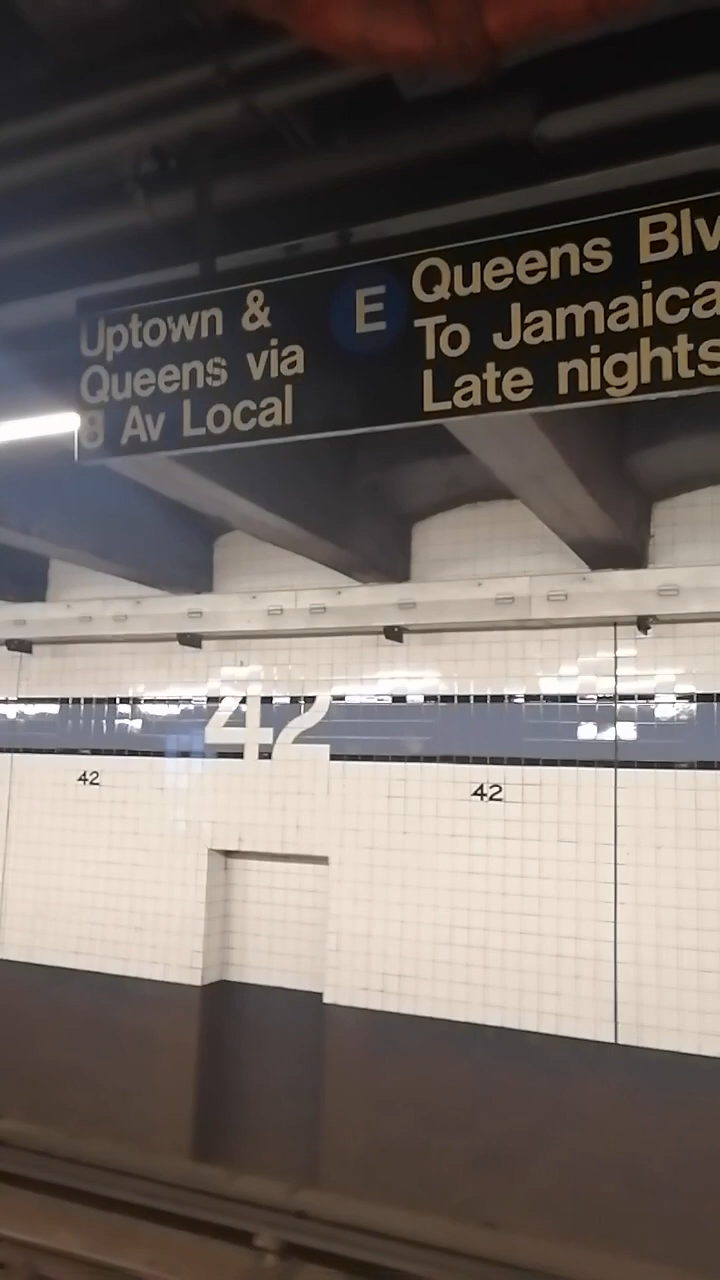 Uptown &
Queens via
8 Av Local
E
Queens Blv
To Jamaica
Late nights
42
42
42